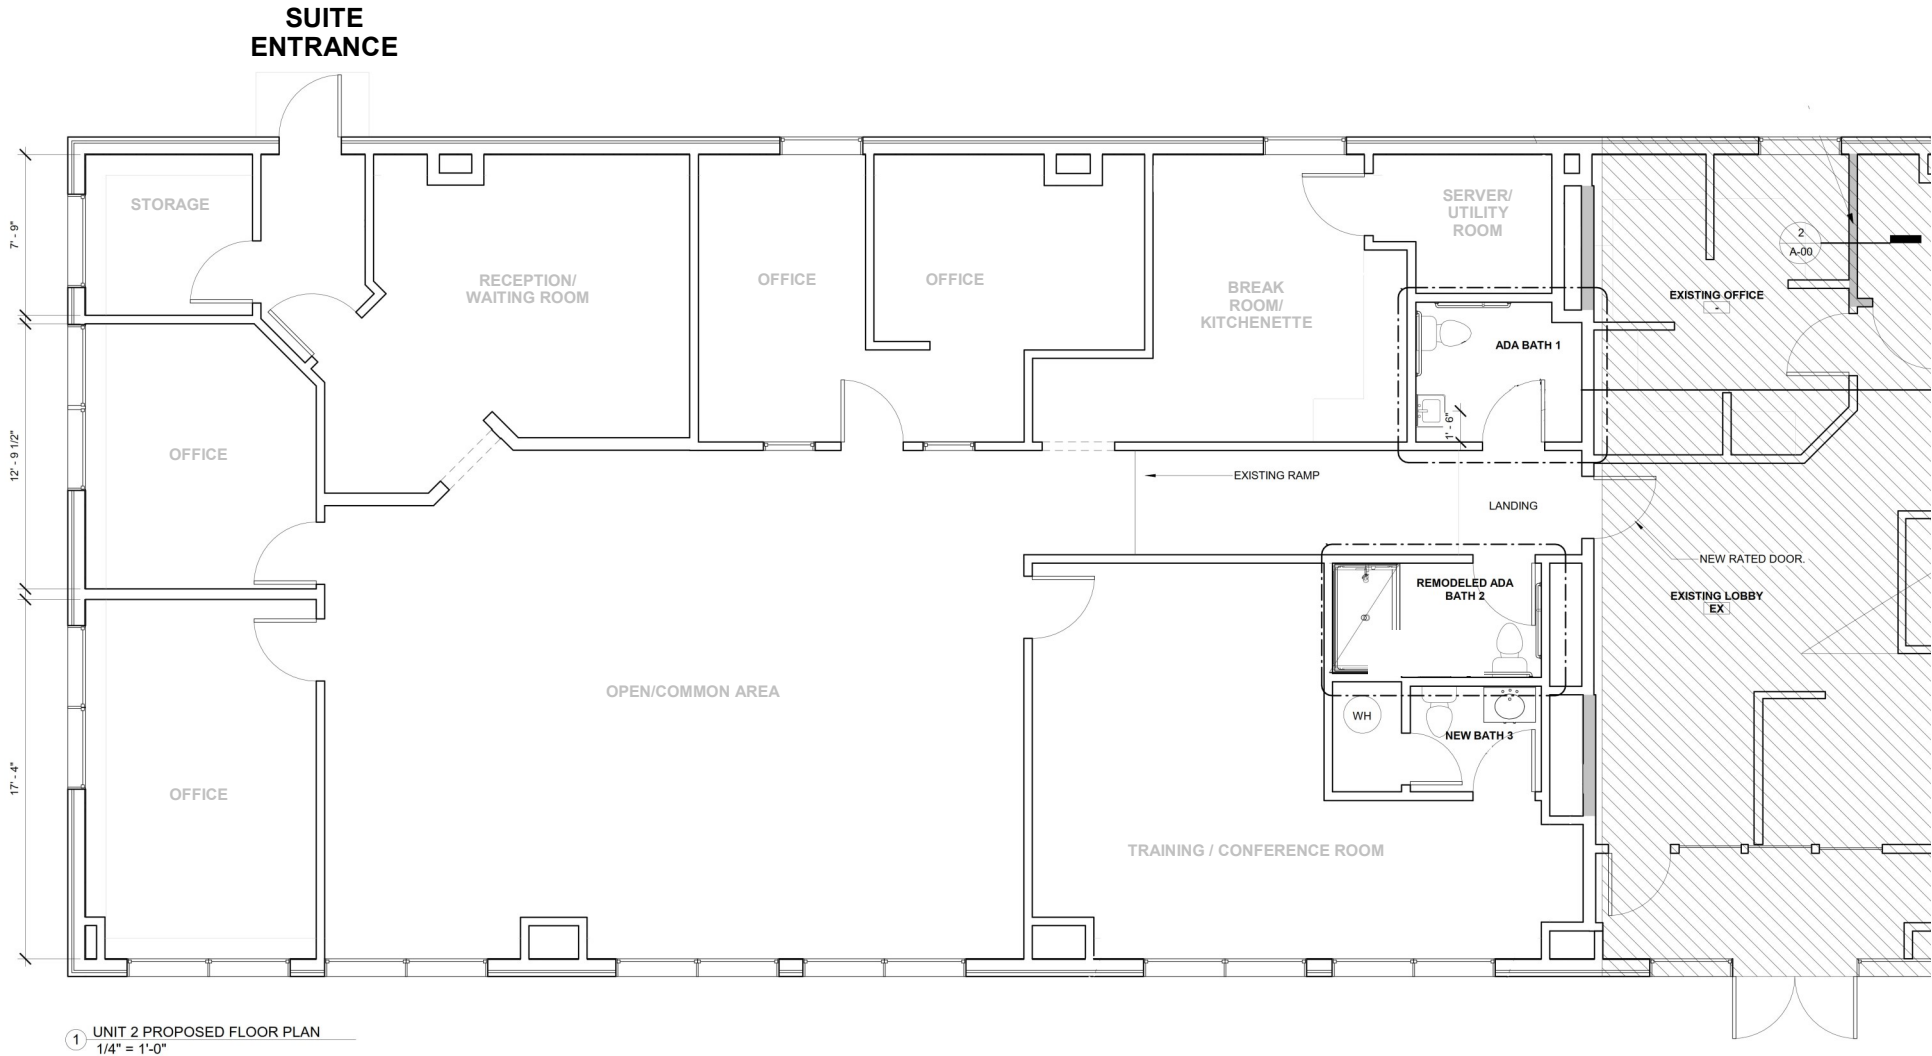 SUITE
ENTRANCE
STORAGE
7' - 9"
RECEPTION/
WAITING ROOM
OFFICE
OFFICE
BREAK
ROOM/
KITCHENETTE
SERVER/
UTILITY
ROOM
2
A-00
EXISTING OFFICE
-
ADA BATH 1
1' - 6"
12' - 9 1/2"
OFFICE
EXISTING RAMP
LANDING
NEW RATED DOOR.
REMODELED ADA
BATH 2
EXISTING LOBBY
EX
OPEN/COMMON AREA
WH
NEW BATH 3
17' - 4"
OFFICE
TRAINING / CONFERENCE ROOM
1
UNIT 2 PROPOSED FLOOR PLAN
1/4" = 1'-0"